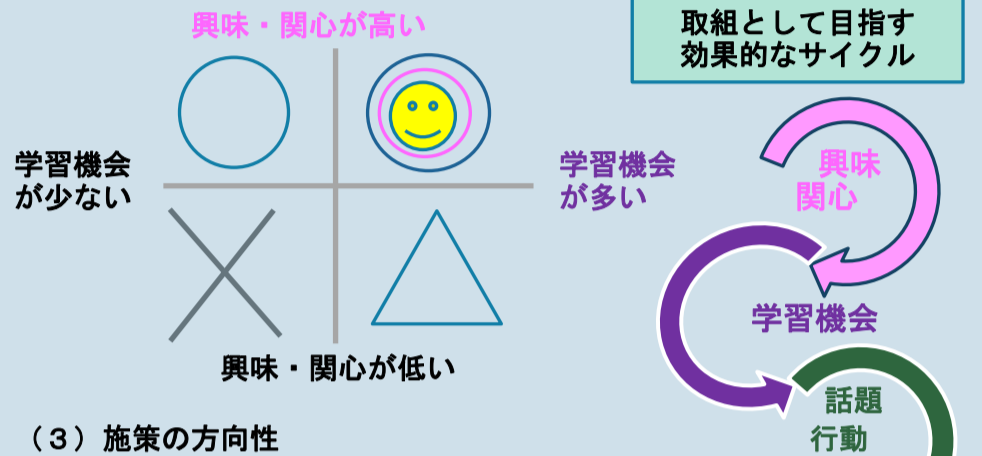 興味・関心が高い
学習機会
が少ない
学習機会
が多い
興味・関心が低い
取組として目指す
効果的なサイクル
興味
関心
学習機会
話題
行動
（３）施策の方向性